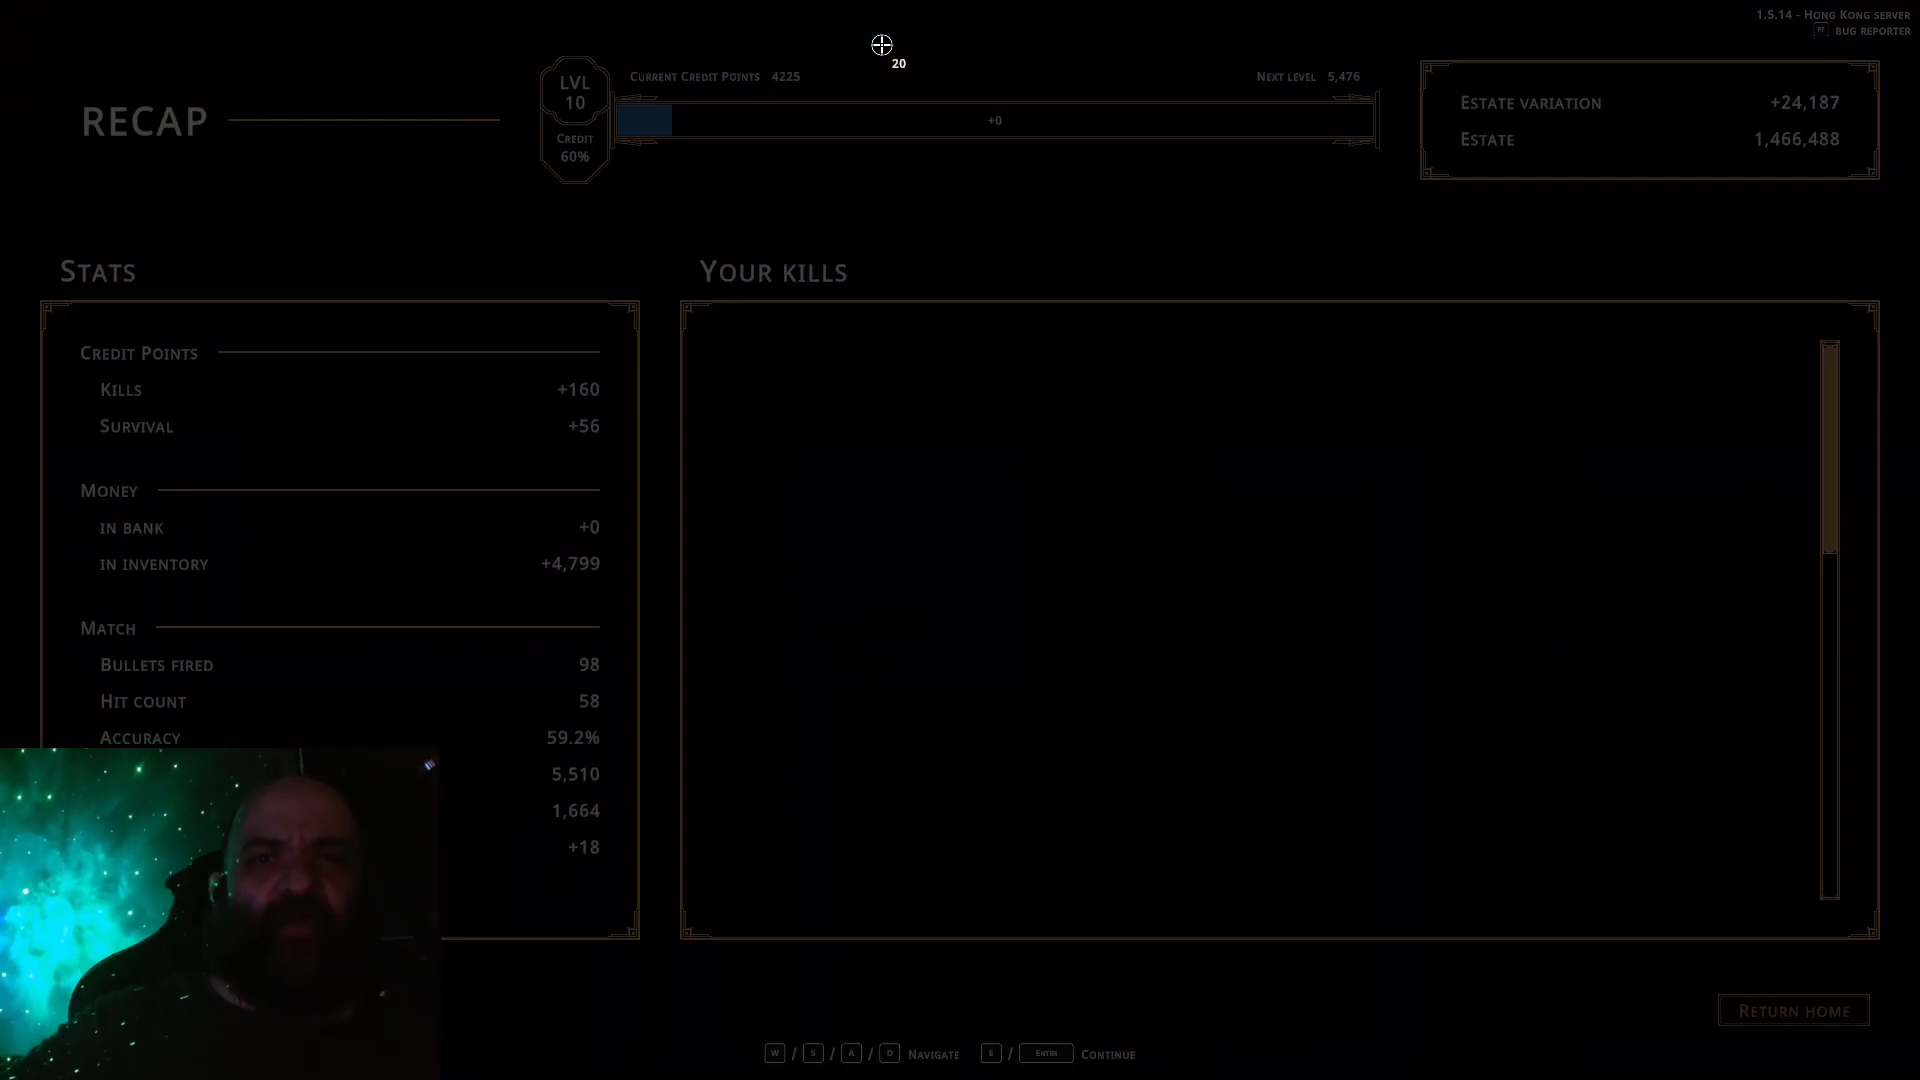 1.5.14 - Hong Kong server
F7 Bug reporter
20
LVL
10
Credit
60%
Current Credit Points 4225
Next level 5,476
+0
Recap
Estate variation +24,187
Estate 1,466,488
Stats
Your kills
Credit Points
Kills +160
Survival +56
Money
in bank +0
in inventory +4,799
Match
Bullets fired 98
Hit count 58
Accuracy 59.2%
5,510
1,664
+18
Return home
W / S / A / D Navigate E / Enter Continue